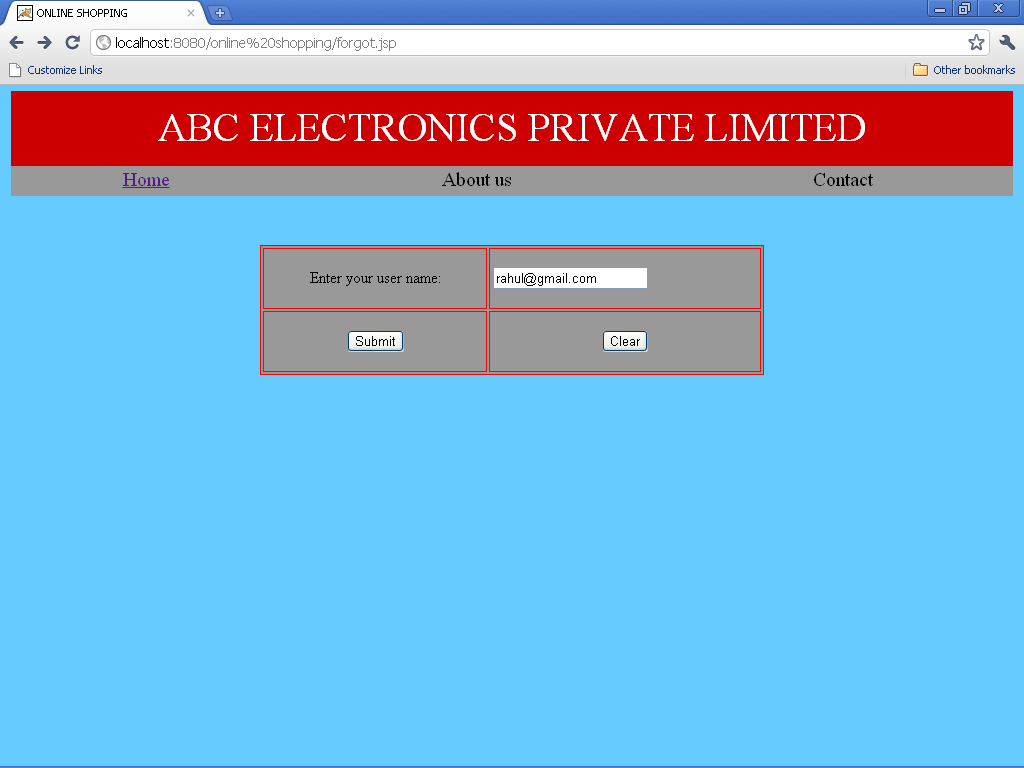 ONLINE SHOPPING
localhost:8080/online%20shopping/forgot.jsp
Customize Links Other bookmarks
ABC ELECTRONICS PRIVATE LIMITED
Home About us Contact
Enter your user name: rahul@gmail.com
Submit Clear